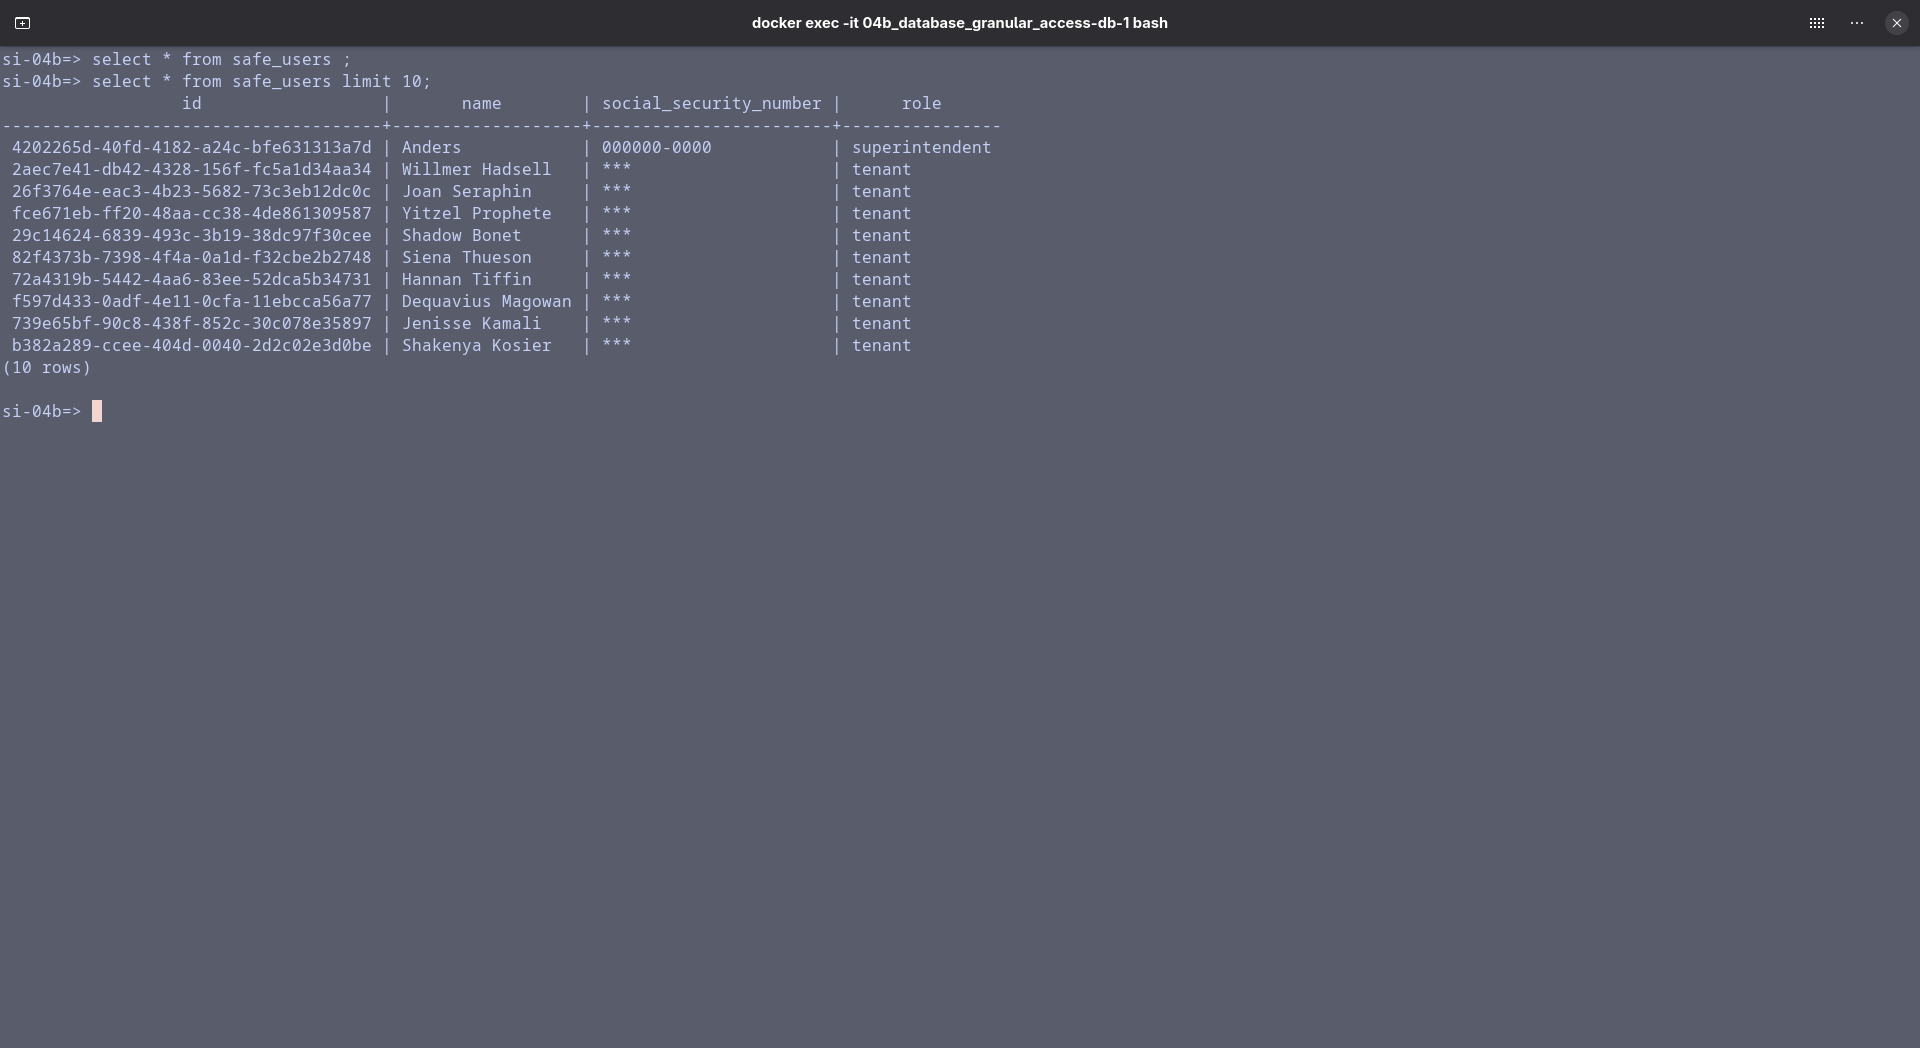 docker exec -it 04b_database_granular_access-db-1 bash
si-04b=> select * from safe_users ;
si-04b=> select * from safe_users limit 10;
                  id                  |       name        | social_security_number |      role
--------------------------------------+-------------------+------------------------+----------------
 4202265d-40fd-4182-a24c-bfe631313a7d | Anders            | 000000-0000            | superintendent
 2aec7e41-db42-4328-156f-fc5a1d34aa34 | Willmer Hadsell   | ***                    | tenant
 26f3764e-eac3-4b23-5682-73c3eb12dc0c | Joan Seraphin     | ***                    | tenant
 fce671eb-ff20-48aa-cc38-4de861309587 | Yitzel Prophete   | ***                    | tenant
 29c14624-6839-493c-3b19-38dc97f30cee | Shadow Bonet      | ***                    | tenant
 82f4373b-7398-4f4a-0a1d-f32cbe2b2748 | Siena Thueson     | ***                    | tenant
 72a4319b-5442-4aa6-83ee-52dca5b34731 | Hannan Tiffin     | ***                    | tenant
 f597d433-0adf-4e11-0cfa-11ebcca56a77 | Dequavius Magowan | ***                    | tenant
 739e65bf-90c8-438f-852c-30c078e35897 | Jenisse Kamali    | ***                    | tenant
 b382a289-ccee-404d-0040-2d2c02e3d0be | Shakenya Kosier   | ***                    | tenant
(10 rows)
si-04b=>